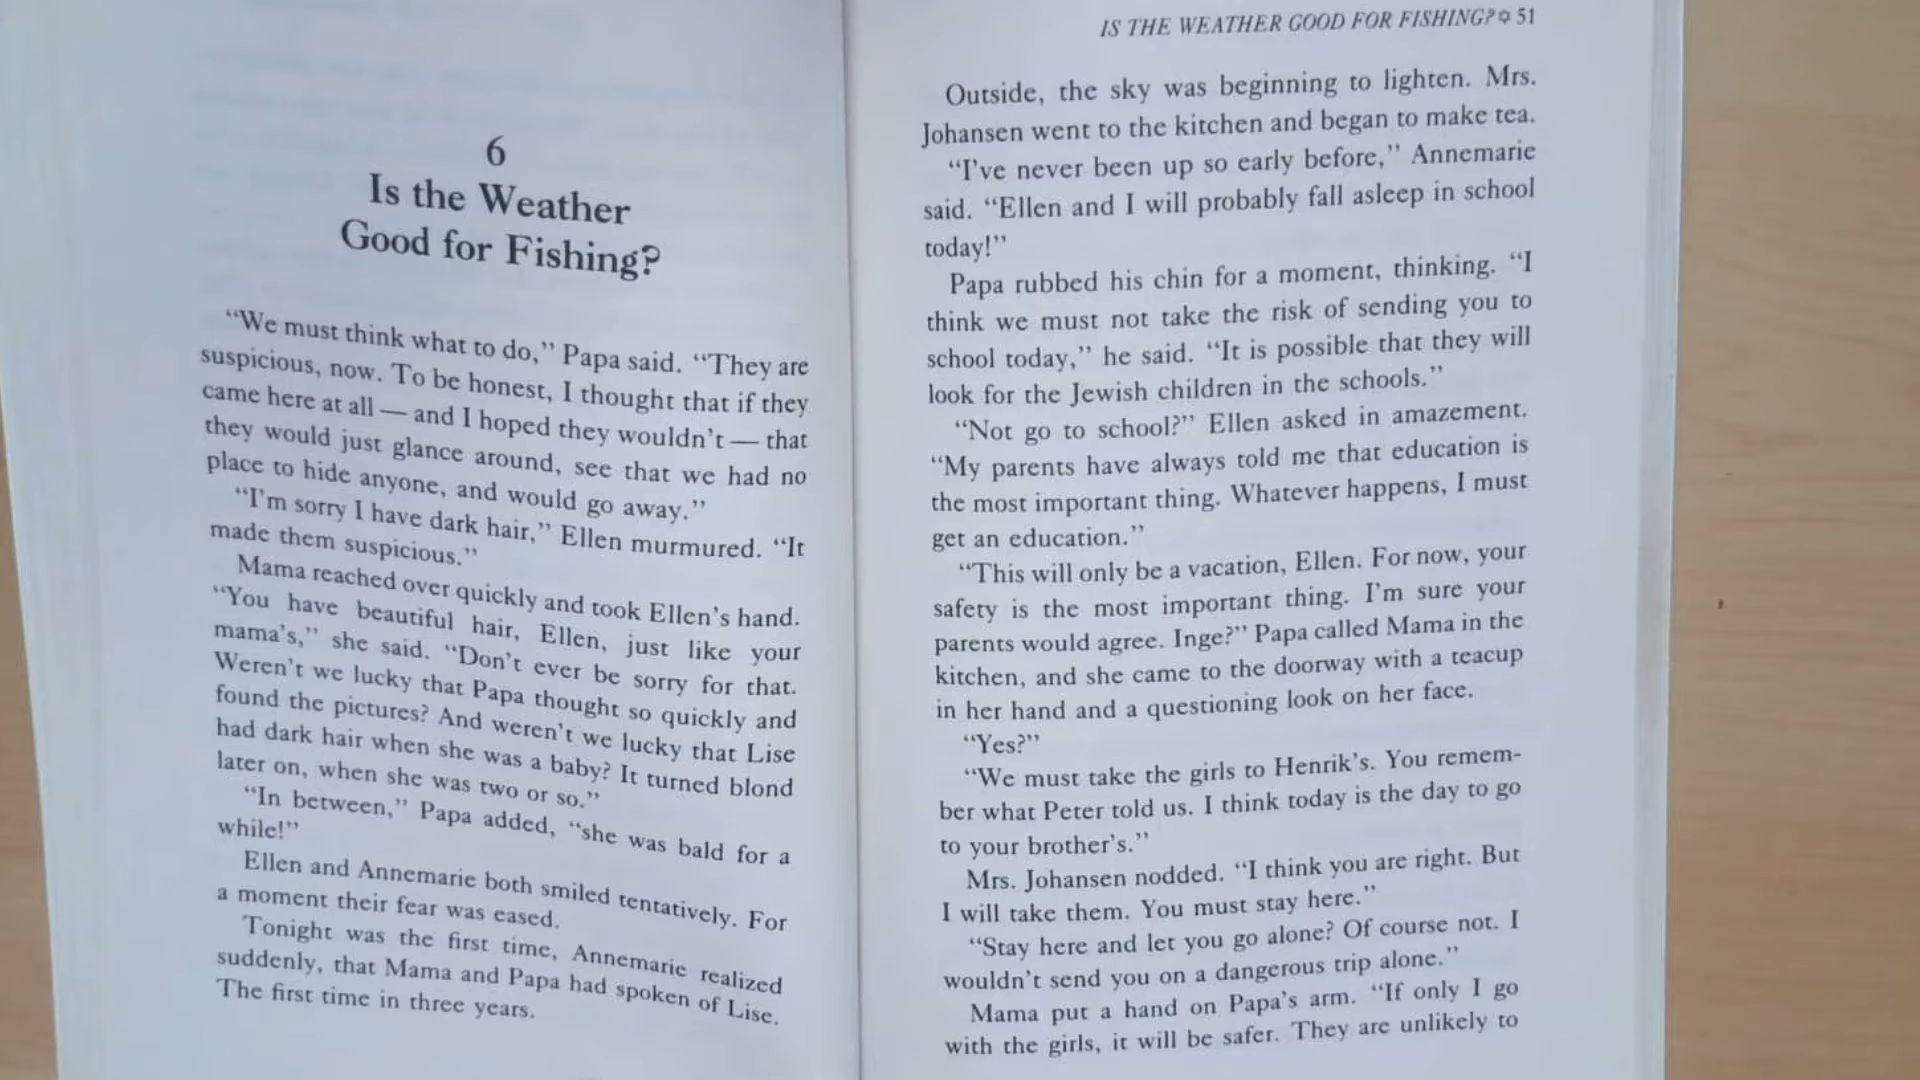 6
Is the Weather
Good for Fishing?
“We must think what to do,” Papa said. “They are
suspicious, now. To be honest, I thought that if they
came here at all — and I hoped they wouldn’t — that
they would just glance around, see that we had no
place to hide anyone, and would go away.”
“I’m sorry I have dark hair,” Ellen murmured. “It
made them suspicious.”
Mama reached over quickly and took Ellen’s hand.
“You have beautiful hair, Ellen, just like your
mama’s,” she said. “Don’t ever be sorry for that.
Weren’t we lucky that Papa thought so quickly and
found the pictures? And weren’t we lucky that Lise
had dark hair when she was a baby? It turned blond
later on, when she was two or so.”
“In between,” Papa added, “she was bald for a
while!”
Ellen and Annemarie both smiled tentatively. For
a moment their fear was eased.
Tonight was the first time, Annemarie realized
suddenly, that Mama and Papa had spoken of Lise.
The first time in three years.
IS THE WEATHER GOOD FOR FISHING? ✡ 51
Outside, the sky was beginning to lighten. Mrs.
Johansen went to the kitchen and began to make tea.
“I’ve never been up so early before,” Annemarie
said. “Ellen and I will probably fall asleep in school
today!”
Papa rubbed his chin for a moment, thinking. “I
think we must not take the risk of sending you to
school today,” he said. “It is possible that they will
look for the Jewish children in the schools.”
“Not go to school?” Ellen asked in amazement.
“My parents have always told me that education is
the most important thing. Whatever happens, I must
get an education.”
“This will only be a vacation, Ellen. For now, your
safety is the most important thing. I’m sure your
parents would agree. Inge?” Papa called Mama in the
kitchen, and she came to the doorway with a teacup
in her hand and a questioning look on her face.
“Yes?”
“We must take the girls to Henrik’s. You remem-
ber what Peter told us. I think today is the day to go
to your brother’s.”
Mrs. Johansen nodded. “I think you are right. But
I will take them. You must stay here.”
“Stay here and let you go alone? Of course not. I
wouldn’t send you on a dangerous trip alone.”
Mama put a hand on Papa’s arm. “If only I go
with the girls, it will be safer. They are unlikely to